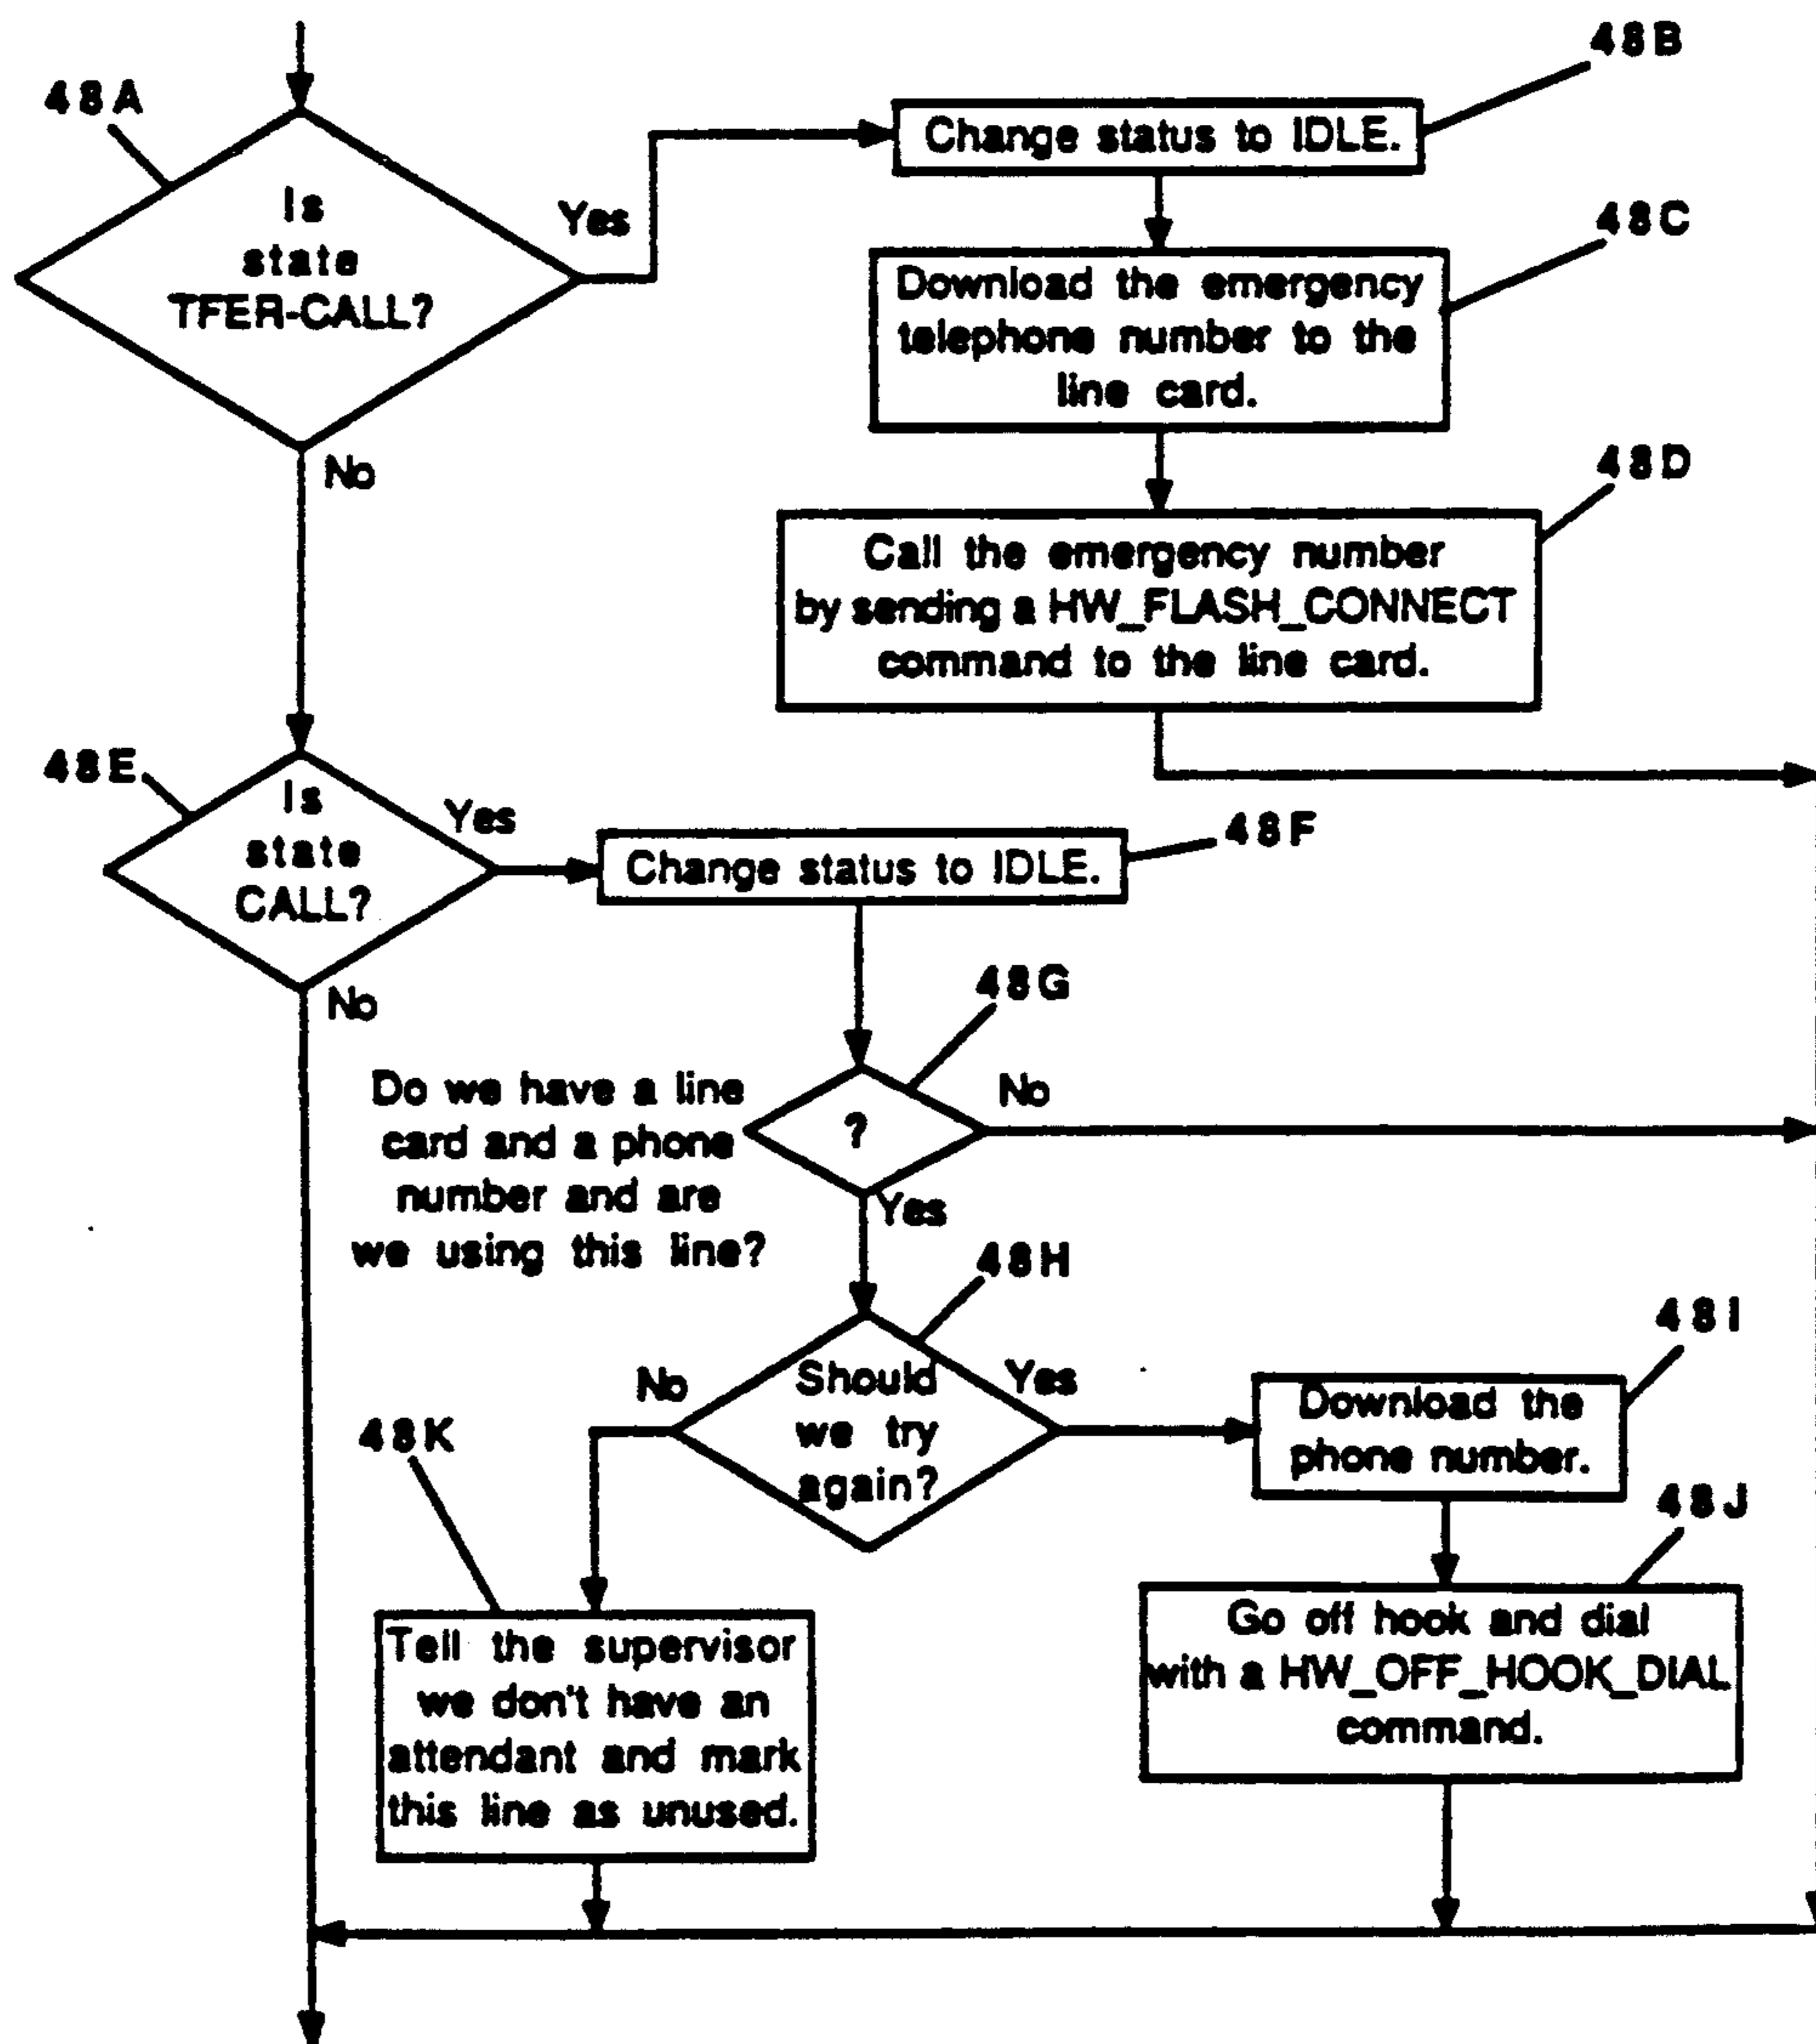 48A
Is
state
TFER-CALL?
Yes
No
48B
Change status to IDLE.
48C
Download the emergency
telephone number to the
line card.
48D
Call the emergency number
by sending a HW_FLASH_CONNECT
command to the line card.
48E
Is
state
CALL?
Yes
No
48F
Change status to IDLE.
48G
Do we have a line
card and a phone
number and are
we using this line?
?
No
Yes
48H
Should
we try
again?
No
Yes
48I
Download the
phone number.
48J
Go off hook and dial
with a HW_OFF_HOOK_DIAL
command.
48K
Tell the supervisor
we don't have an
attendant and mark
this line as unused.